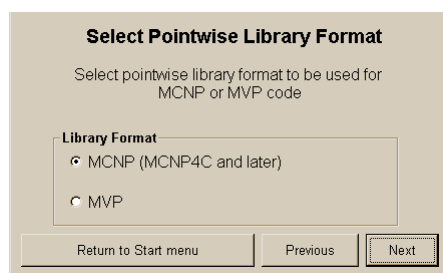 Select Pointwise Library Format
Select pointwise library format to be used for
MCNP or MVP code
Library Format
MCNP (MCNP4C and later)
MVP
Return to Start menu Previous Next